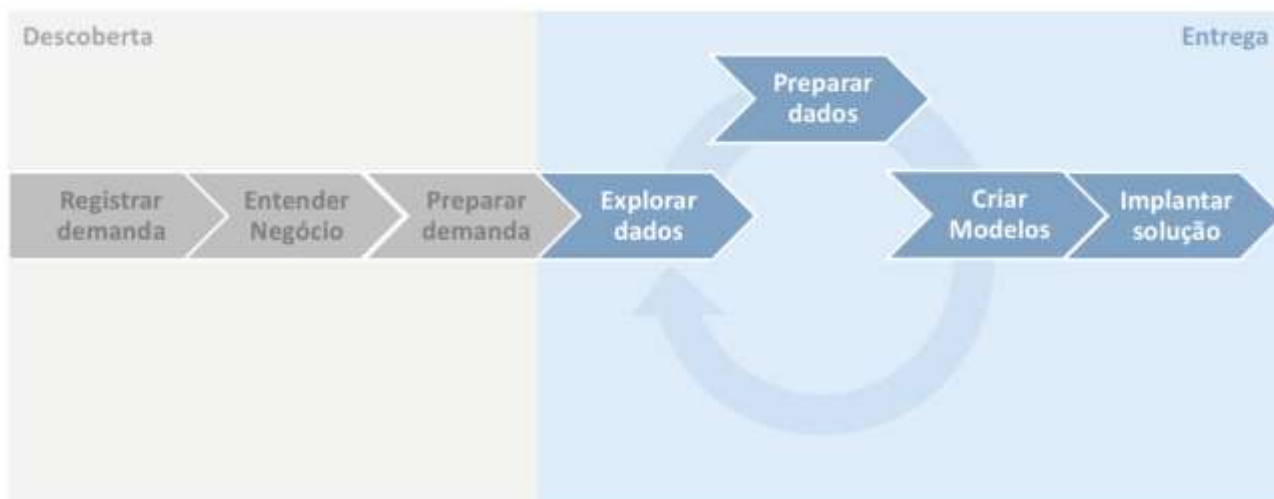 Descoberta
Entrega
Preparar
dados
Registrar
demanda
Entender
Negócio
Preparar
demanda
Explorar
dados
Criar
Modelos
Implantar
solução